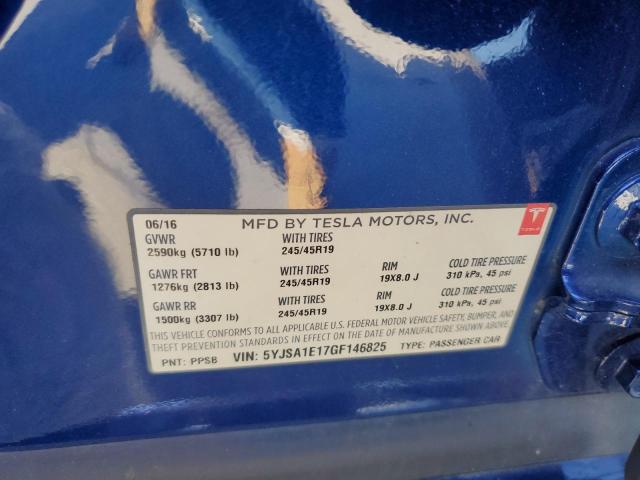 06/16 MFD BY TESLA MOTORS, INC.
GVWR WITH TIRES
2590kg (5710 lb) 245/45R19
GAWR FRT WITH TIRES RIM COLD TIRE PRESSURE
1276kg (2813 lb) 245/45R19 19X8.0 J 310 kPa, 45 psi
GAWR RR WITH TIRES RIM COLD TIRE PRESSURE
1500kg (3307 lb) 245/45R19 19X8.0 J 310 kPa, 45 psi
THIS VEHICLE CONFORMS TO ALL APPLICABLE U.S. FEDERAL MOTOR VEHICLE SAFETY, BUMPER, AND
THEFT PREVENTION STANDARDS IN EFFECT ON THE DATE OF MANUFACTURE SHOWN ABOVE.
PNT: PPSB VIN: 5YJSA1E17GF146825 TYPE: PASSENGER CAR
TESLA